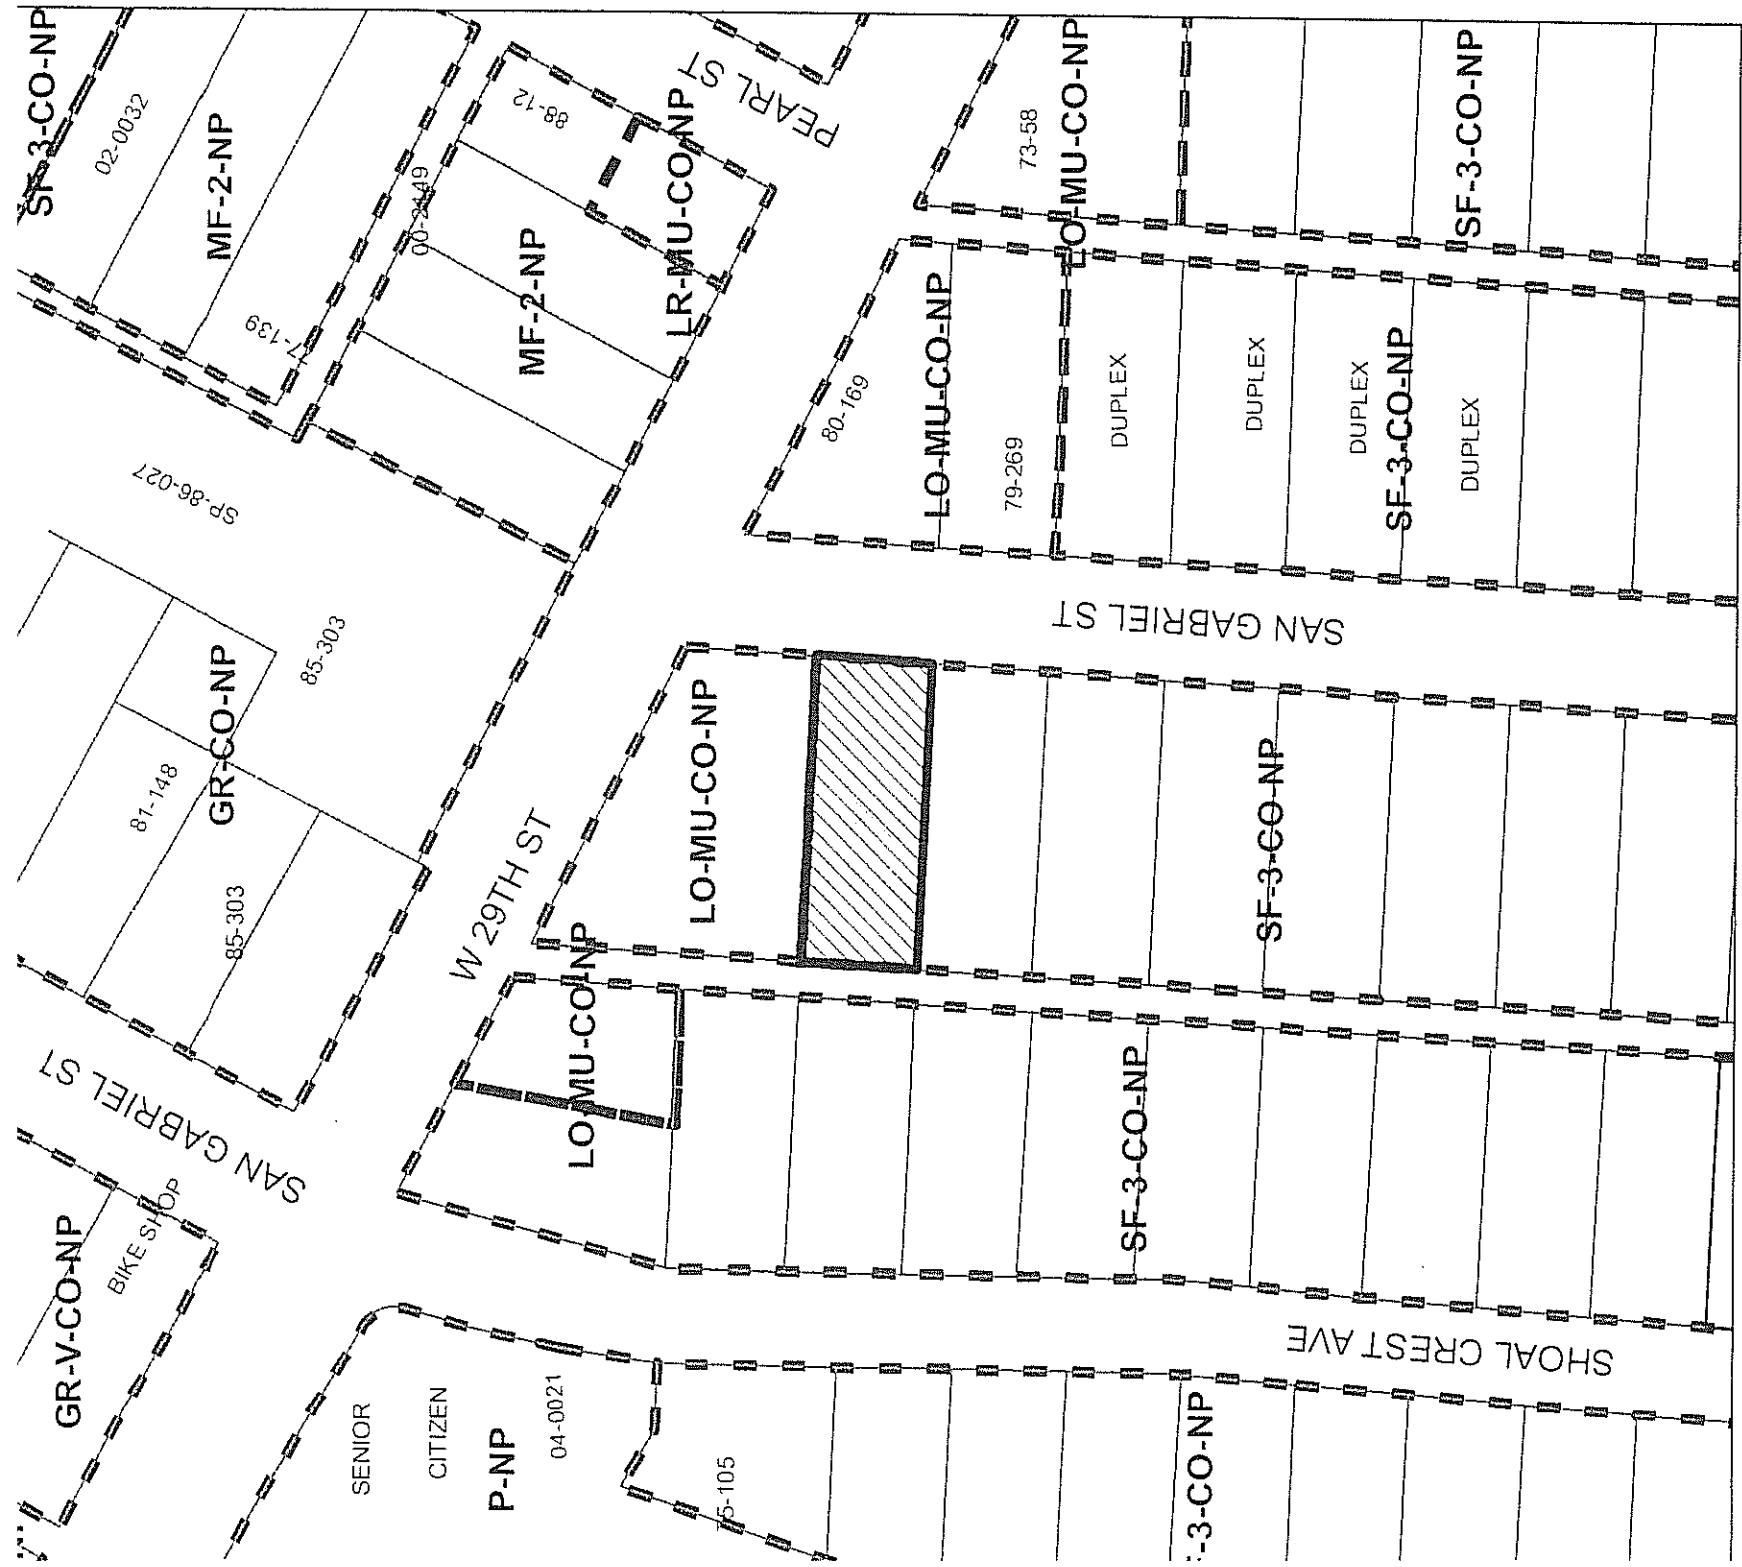 SF-3-CO-NP
02-0032
MF-2-NP
00-2149
88-12
LR-MU-CO-NP
PEARL ST
MF-2-NP
73-58
LO-MU-CO-NP
SF-3-CO-NP
LO-MU-CO-NP
80-169
79-269
DUPLEX
DUPLEX
DUPLEX
SF-3-CO-NP
DUPLEX
SP-86-027
85-303
GR-CO-NP
81-148
85-303
SAN GABRIEL ST
LO-MU-CO-NP
W 29TH ST
SF-3-CO-NP
LO-MU-CO-NP
SAN GABRIEL ST
SF-3-CO-NP
GR-V-CO-NP
BIKE SHOP
SHOAL CREST AVE
SENIOR
CITIZEN
P-NP
04-0021